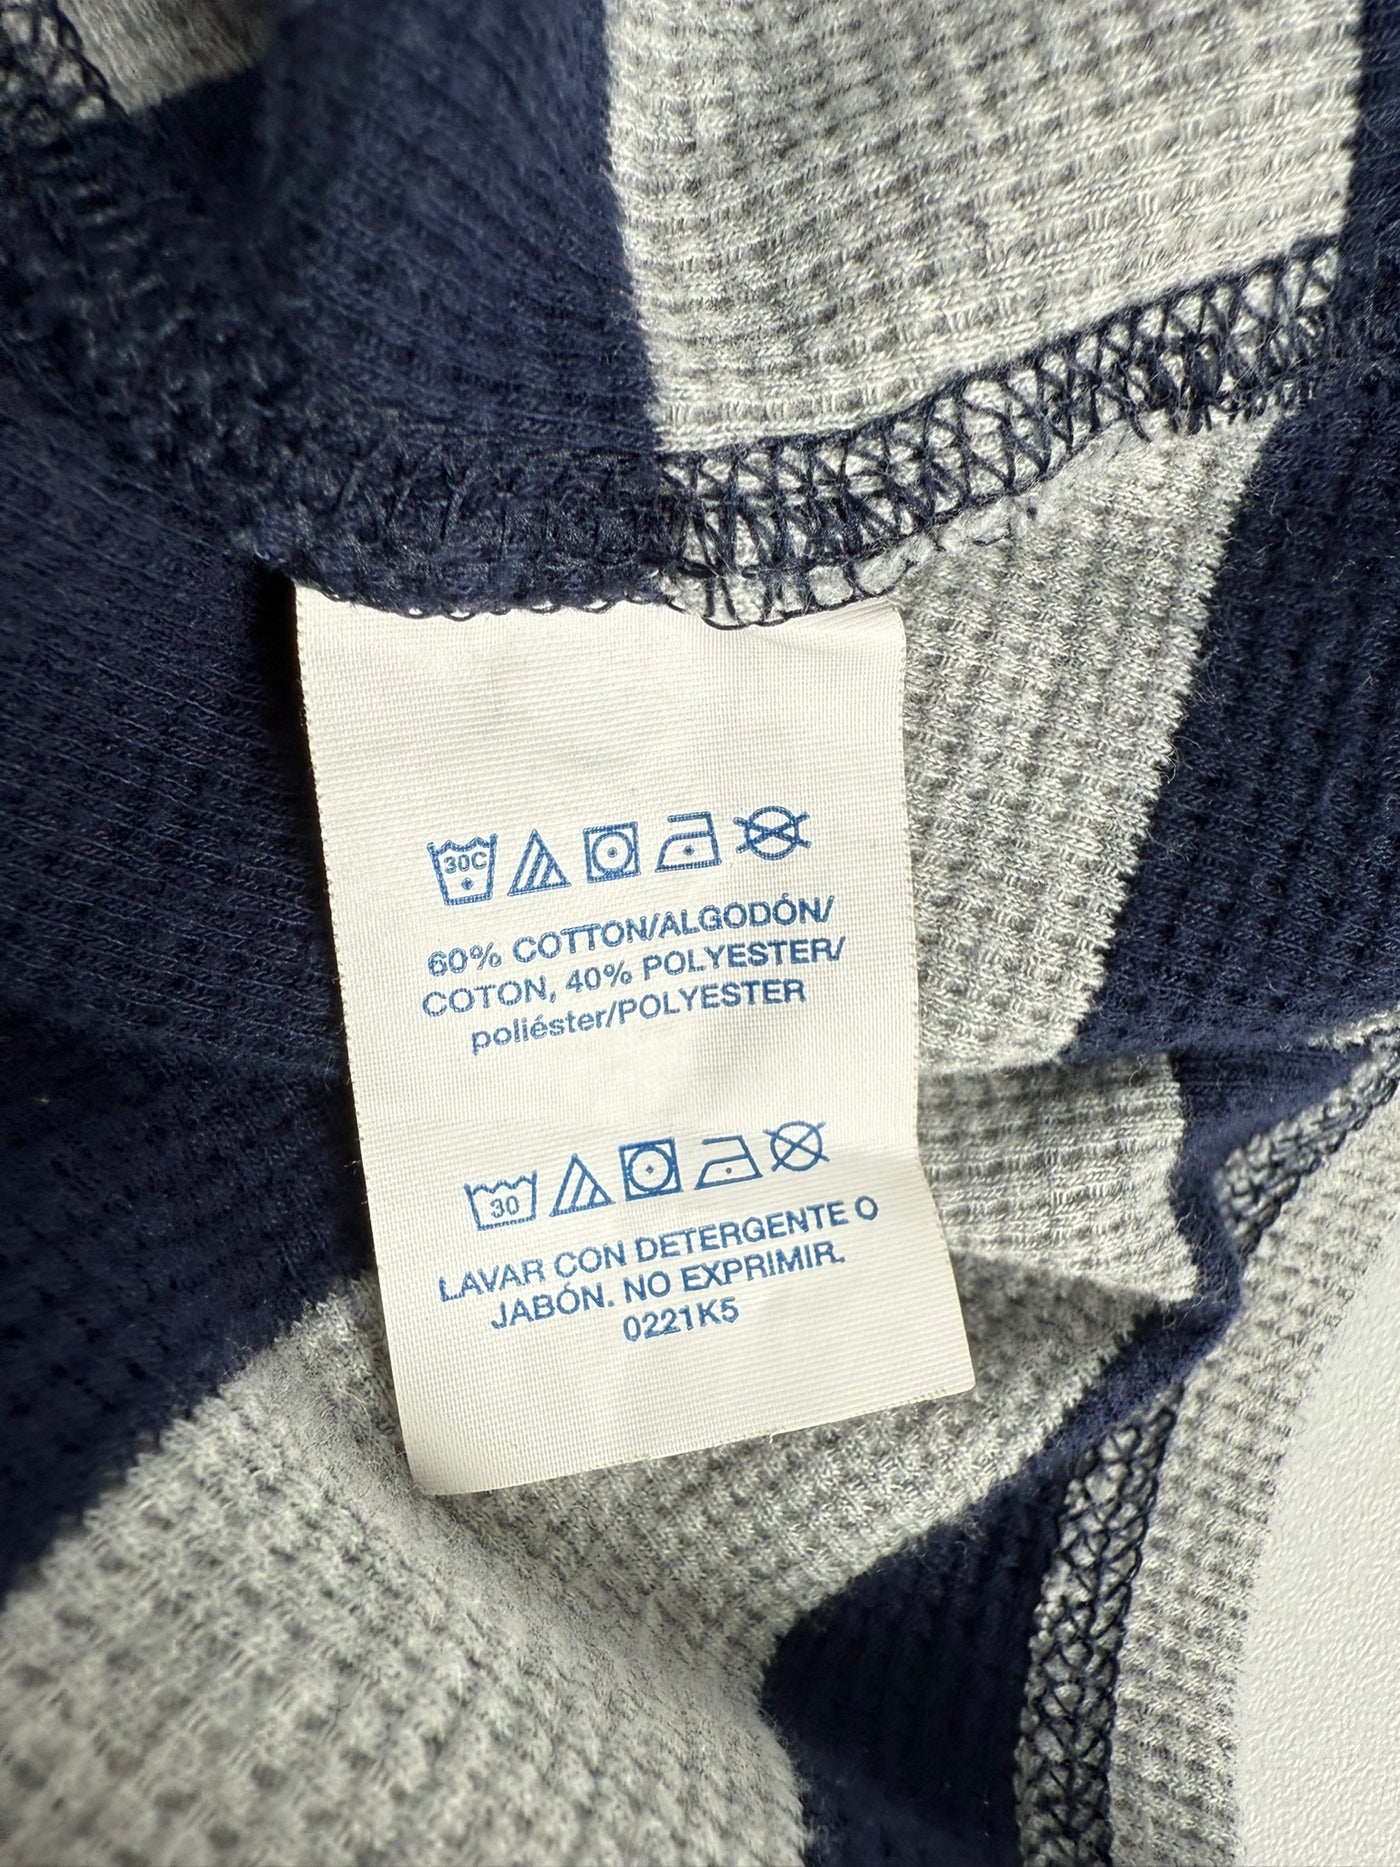 30C
60% COTTON/ALGODÓN/
COTON, 40% POLYESTER/
poliéster/POLYESTER
30
LAVAR CON DETERGENTE O
JABÓN. NO EXPRIMIR.
0221K5